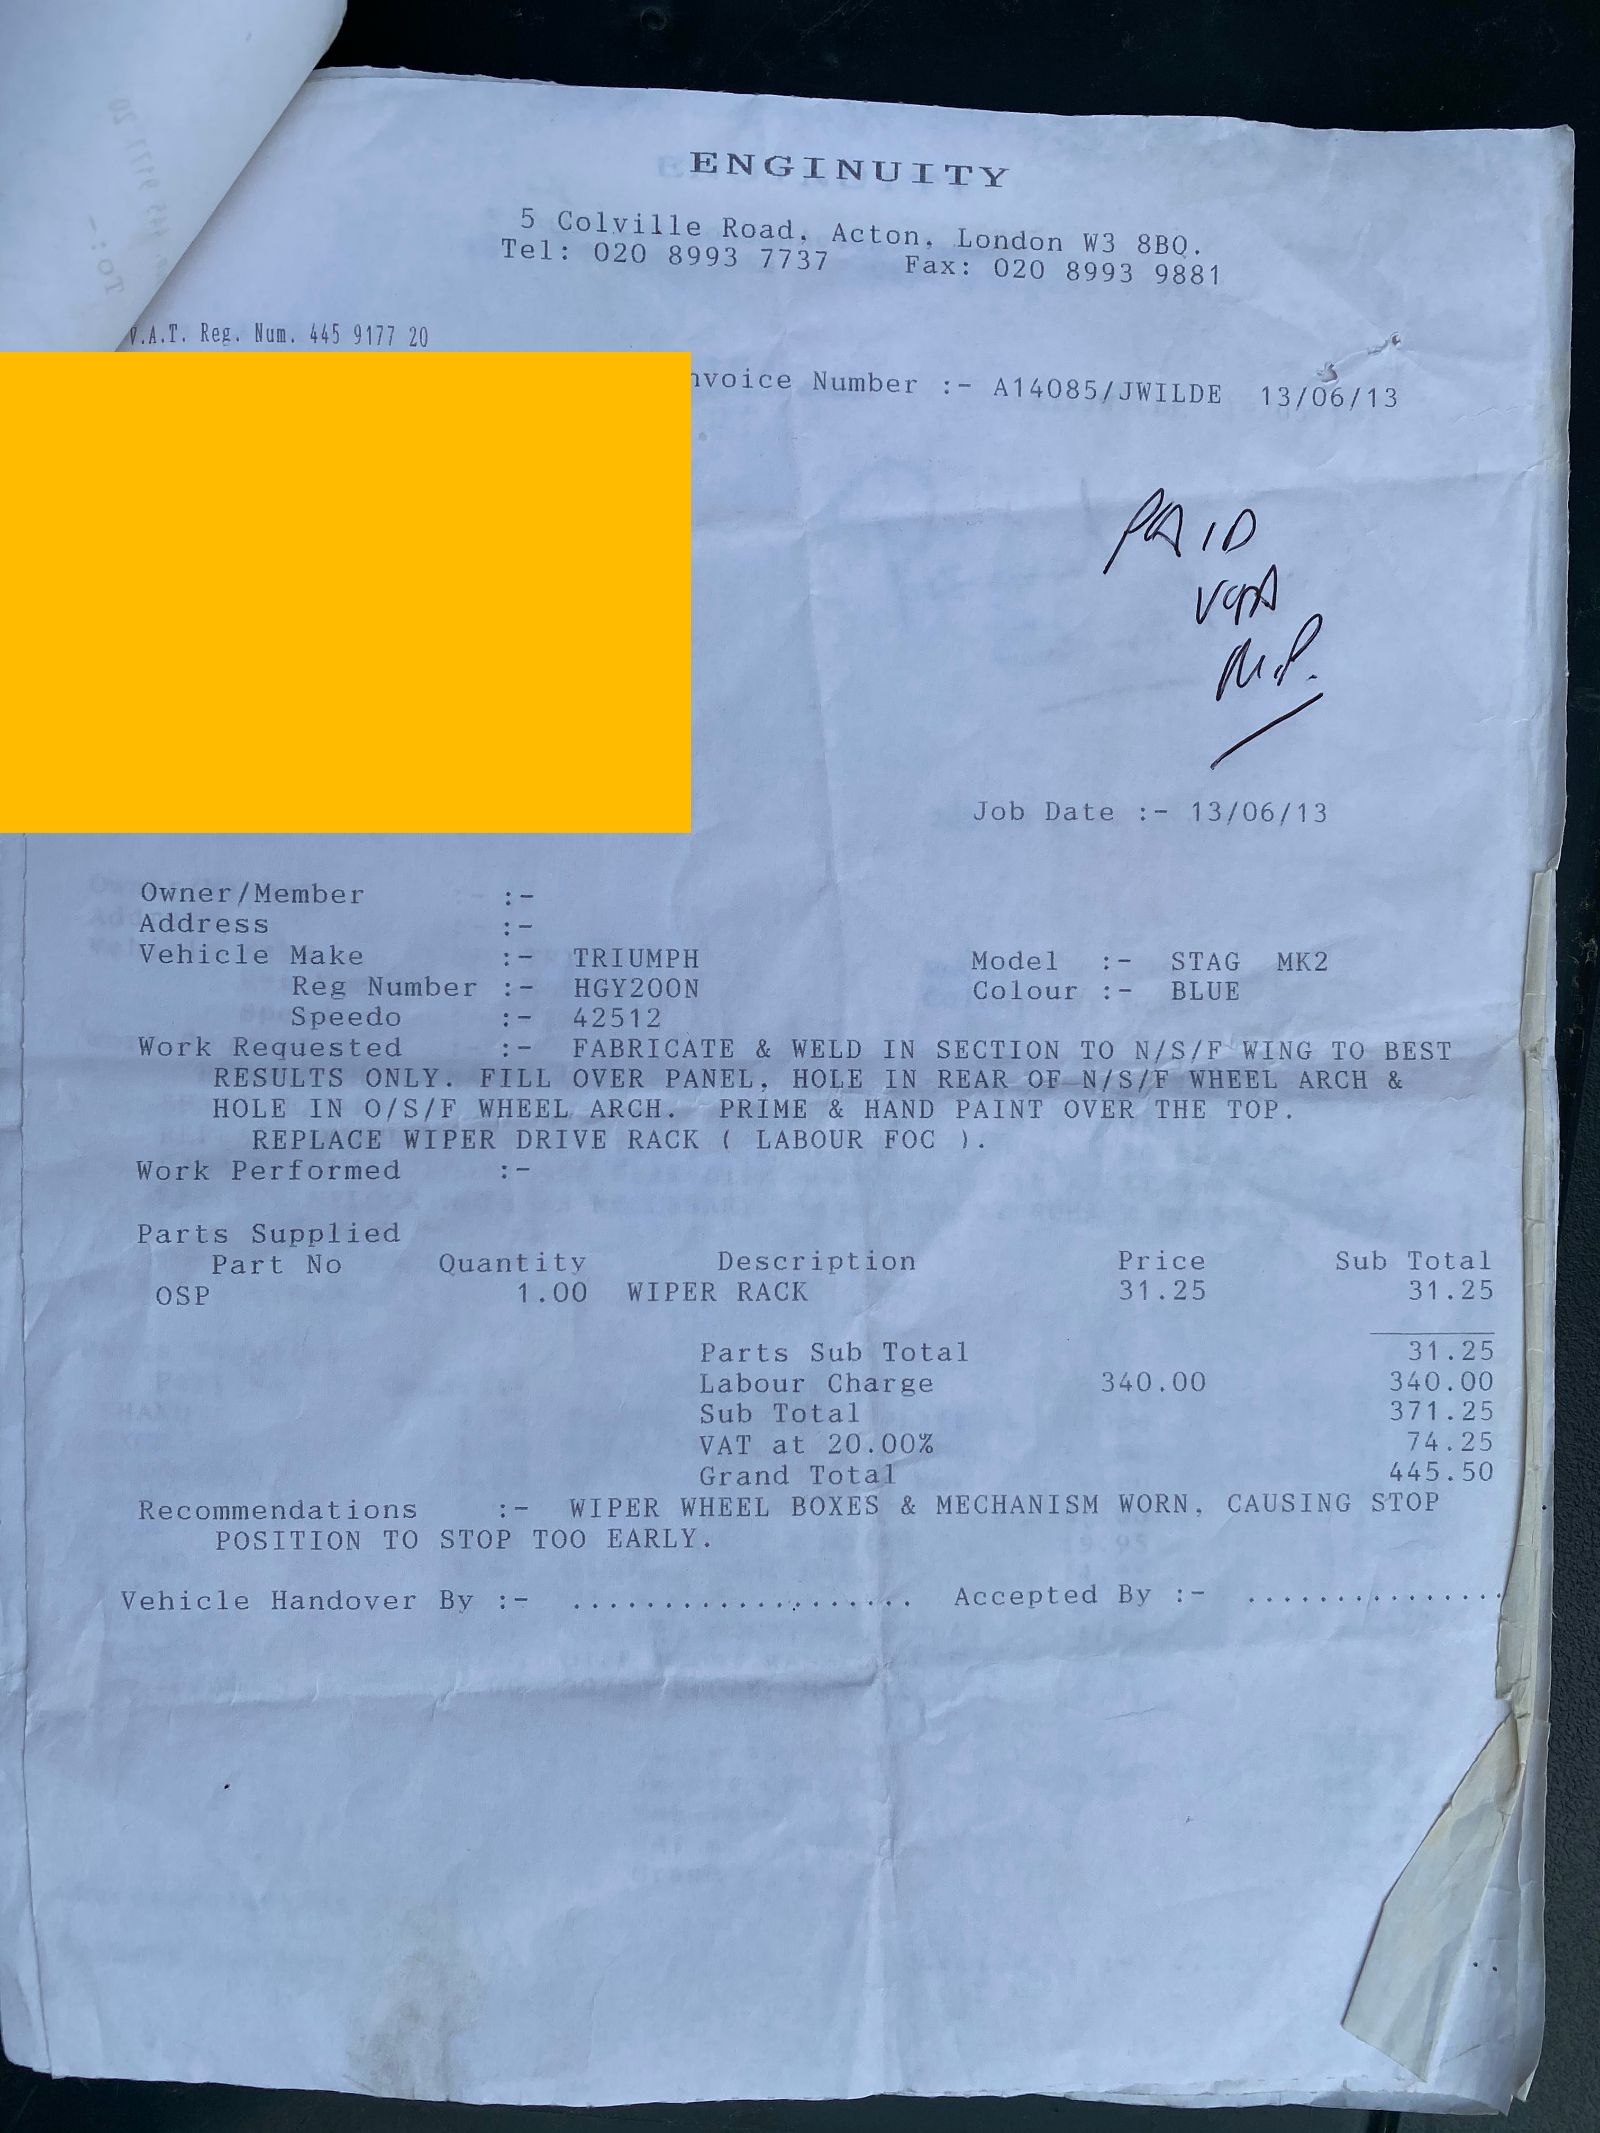 ENGINUITY
5 Colville Road, Acton, London W3 8BQ.
Tel: 020 8993 7737 Fax: 020 8993 9881
V.A.T. Reg. Num. 445 9177 20
nvoice Number :- A14085/JWILDE 13/06/13
PAID
Job Date :- 13/06/13
Owner/Member :-
Address :-
Vehicle Make :- TRIUMPH Model :- STAG MK2
Reg Number :- HGY200N Colour :- BLUE
Speedo :- 42512
Work Requested :- FABRICATE & WELD IN SECTION TO N/S/F WING TO BEST
RESULTS ONLY. FILL OVER PANEL, HOLE IN REAR OF N/S/F WHEEL ARCH &
HOLE IN O/S/F WHEEL ARCH. PRIME & HAND PAINT OVER THE TOP.
REPLACE WIPER DRIVE RACK ( LABOUR FOC ).
Work Performed :-
Parts Supplied
Part No Quantity Description Price Sub Total
OSP 1.00 WIPER RACK 31.25 31.25
Parts Sub Total 31.25
Labour Charge 340.00 340.00
Sub Total 371.25
VAT at 20.00% 74.25
Grand Total 445.50
Recommendations :- WIPER WHEEL BOXES & MECHANISM WORN, CAUSING STOP
POSITION TO STOP TOO EARLY.
Vehicle Handover By :- ................... Accepted By :- ...............